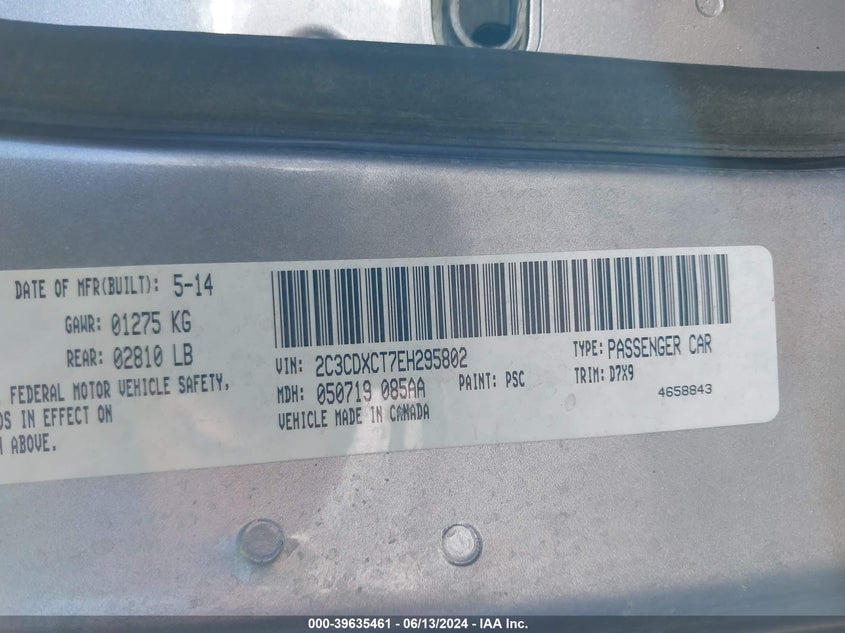 DATE OF MFR(BUILT): 5-14
GAWR: 01275 KG
REAR: 02810 LB
FEDERAL MOTOR VEHICLE SAFETY,
DS IN EFFECT ON
ABOVE.
VIN: 2C3CDXCT7EH295802
TYPE: PASSENGER CAR
MDH: 050719 085AA PAINT: PSC TRIM: D7X9
VEHICLE MADE IN CANADA
4658843
000-39635461 - 06/13/2024 - IAA Inc.